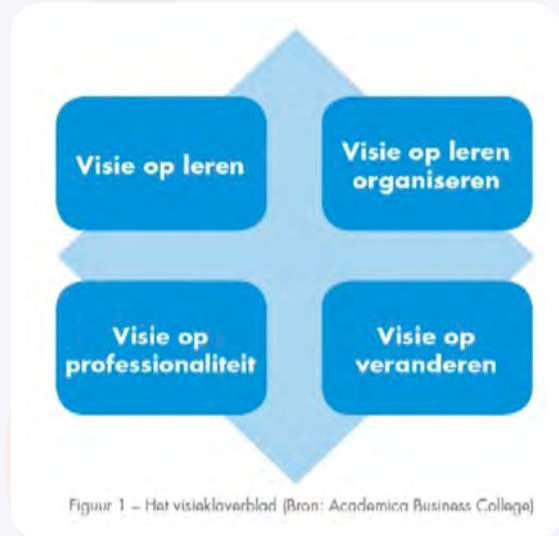 Visie op leren
Visie op leren
organiseren
Visie op
professionaliteit
Visie op
veranderen
Figuur 1 – Het visieklaverblad (Bron: Academica Business College)